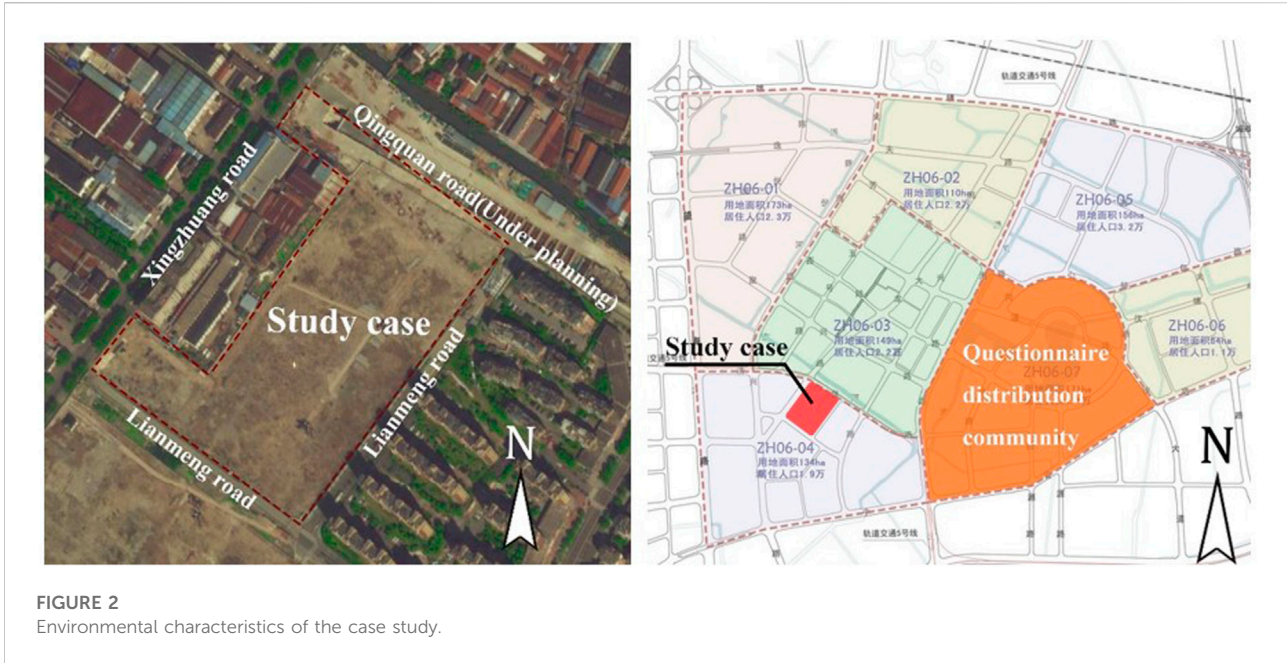 Qingquan road(Under planning)
Xingzhuang road
Study case
Lianmeng road
Lianmeng road
N
轨道交通5号线
ZH06-01
用地面积173ha
居住人口2.3万
ZH06-02
用地面积110ha
居住人口2.2万
ZH06-05
用地面积156ha
居住人口3.2万
ZH06-03
用地面积149ha
居住人口2.2万
ZH06-06
用地面积64ha
居住人口1.1万
Study case
Questionnaire
distribution
community
ZH06-07
ZH06-04
用地面积134ha
居住人口1.9万
轨道交通5号线
N
FIGURE 2
Environmental characteristics of the case study.